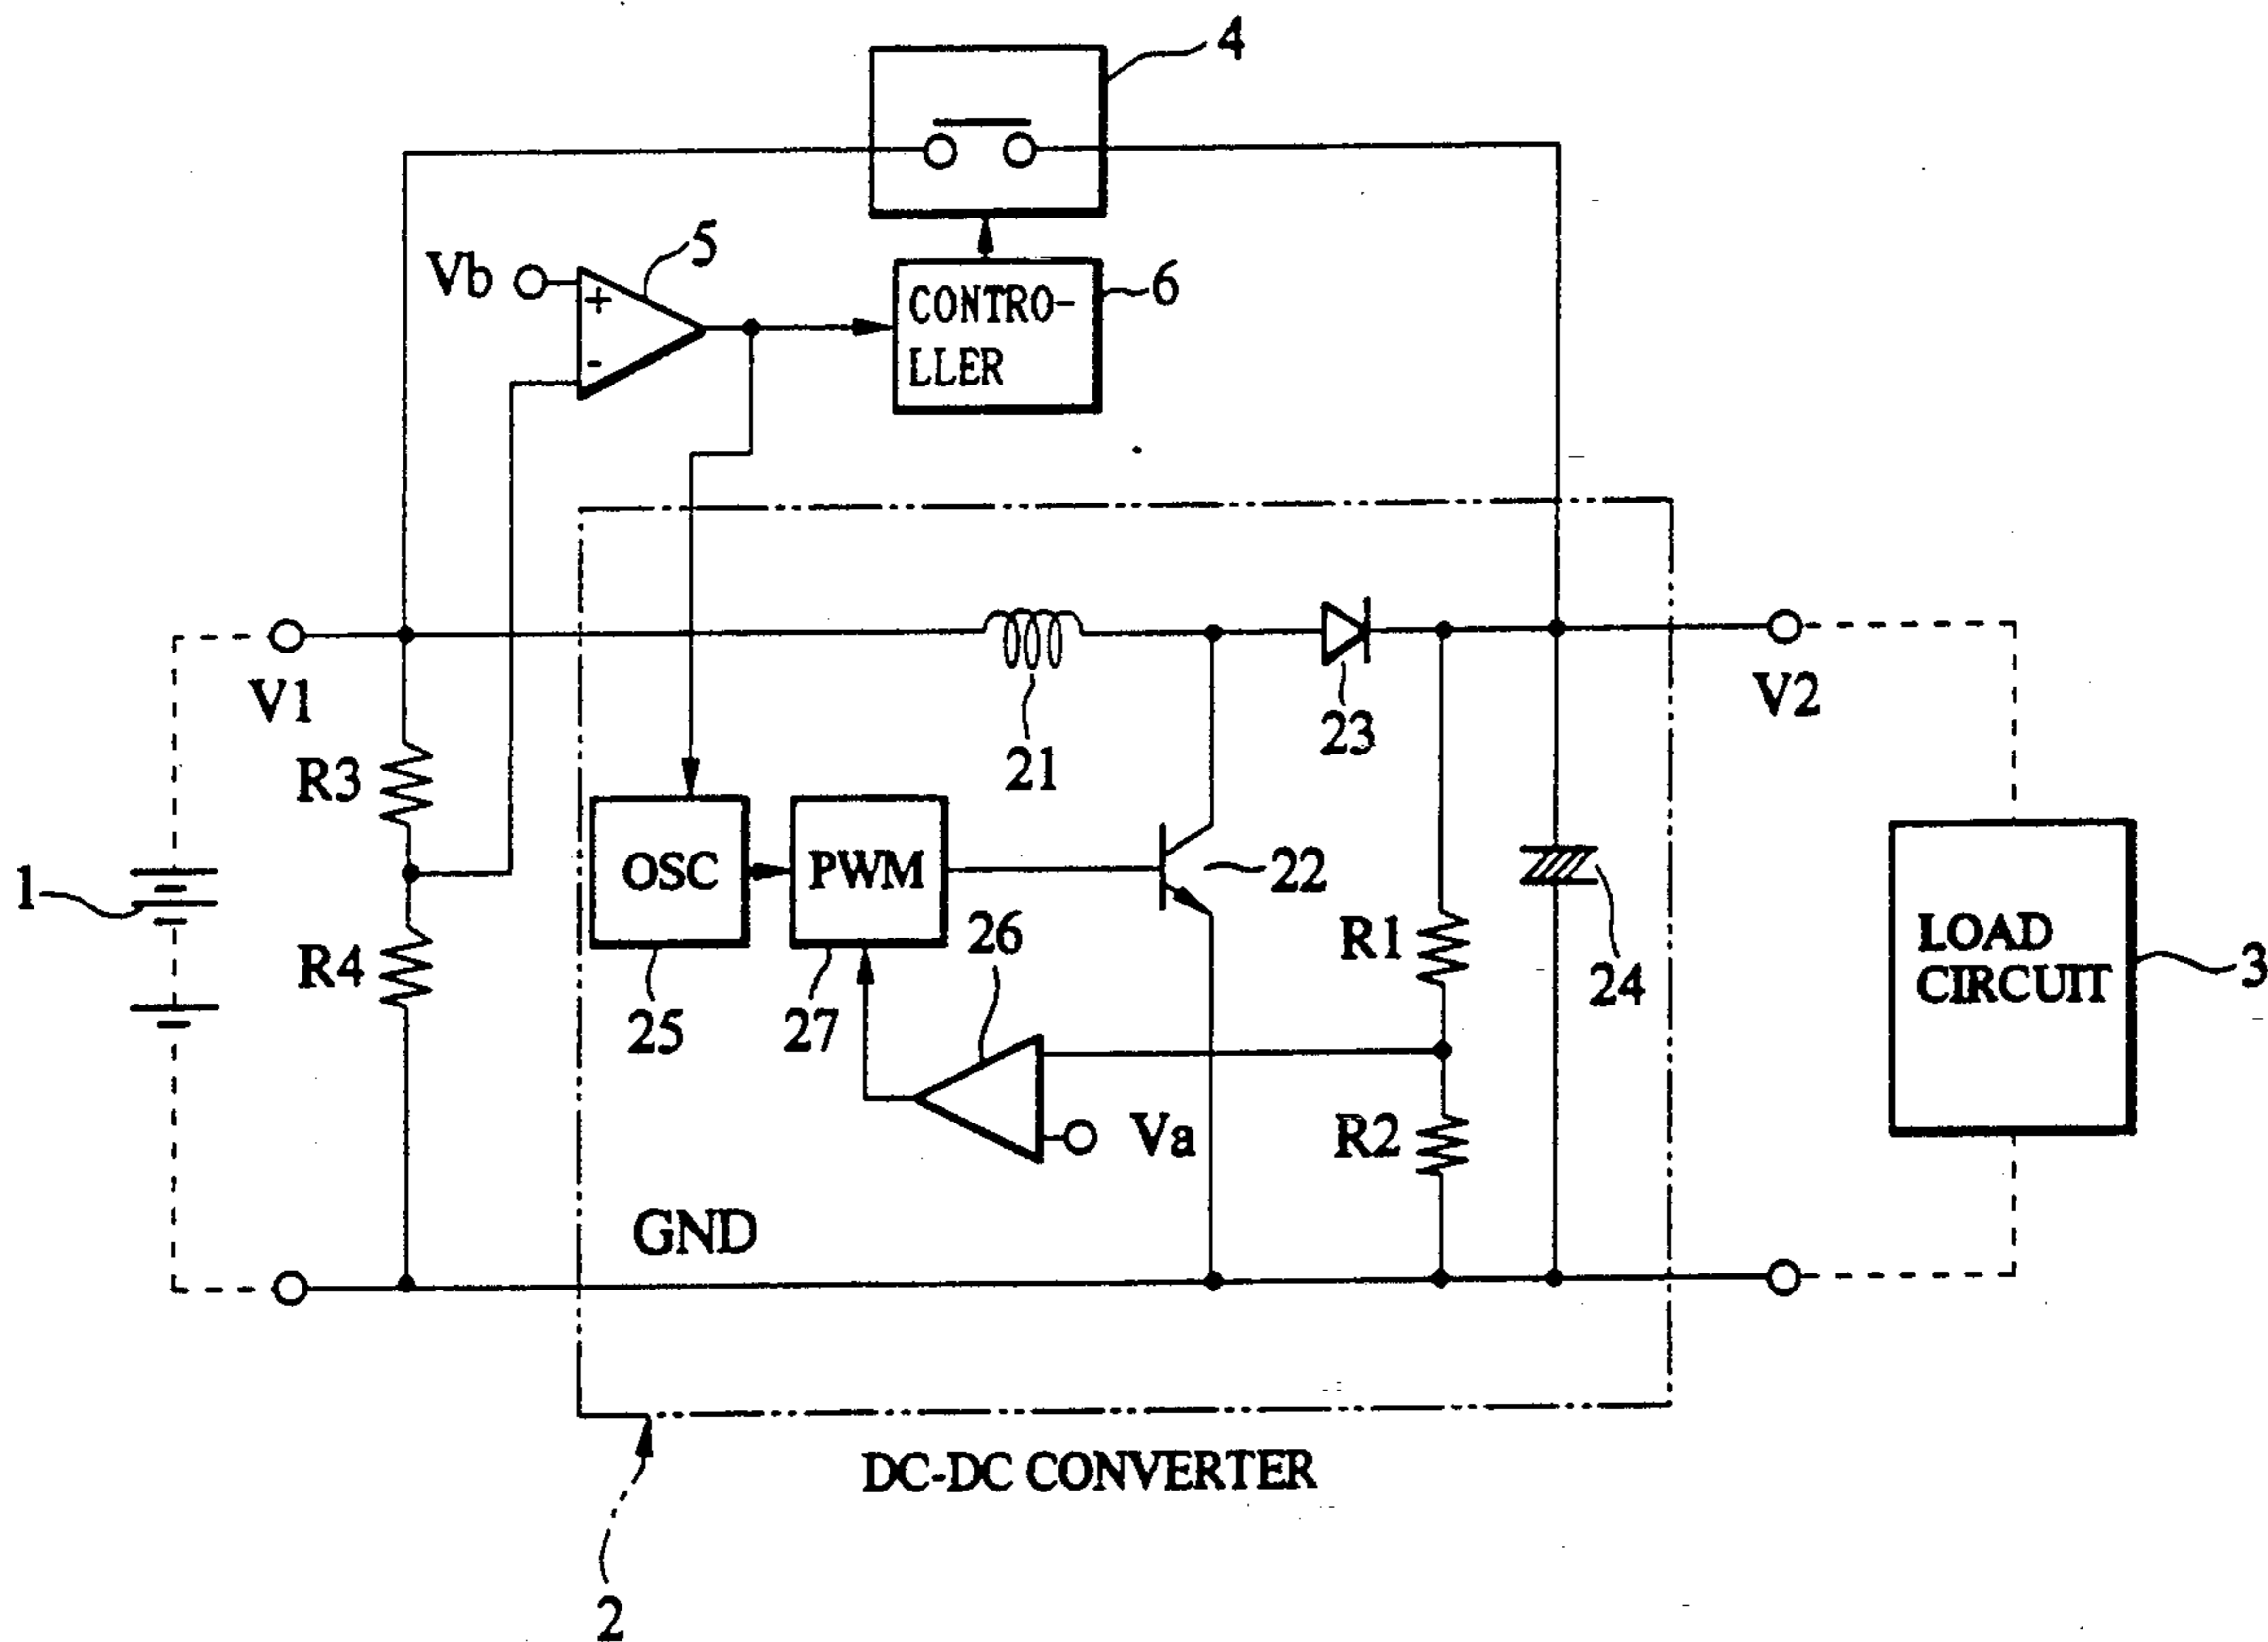 4
Vb
+
-
5
CONTRO-
LLER
6
V1
21
23
V2
R3
1
OSC
PWM
22
R4
25
27
26
R1
24
LOAD
CIRCUIT
3
Va
R2
GND
DC-DC CONVERTER
2